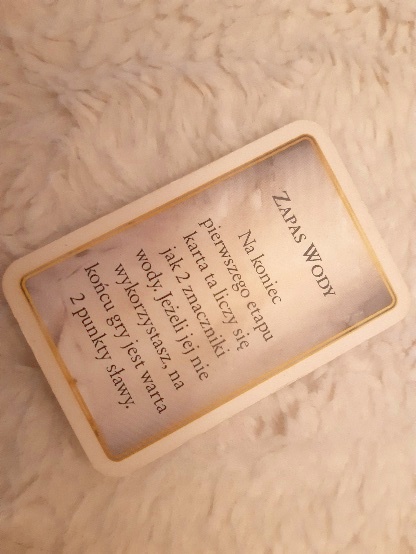 Zapas Wody
Na koniec
pierwszego etapu
karta ta liczy się
jak 2 znaczniki
wody. Jeżeli jej nie
wykorzystasz, na
końcu gry jest warta
2 punkty sławy.